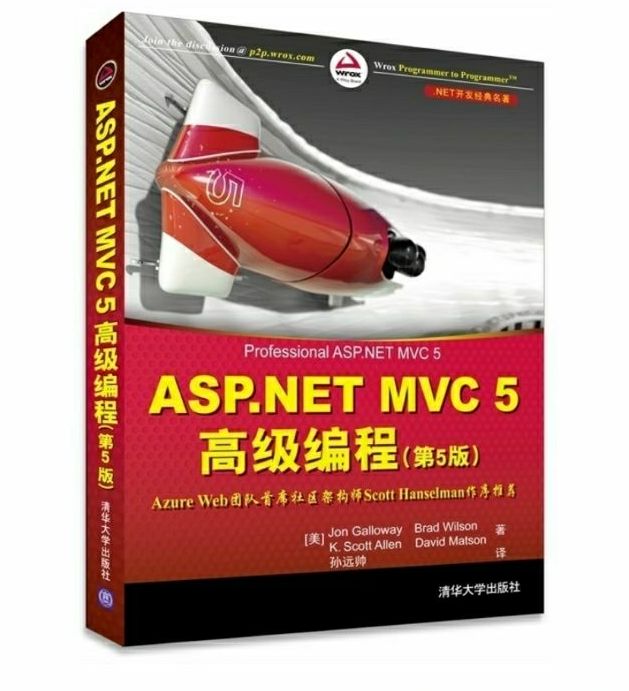 Join the discussion @ p2p.wrox.com
wrox
Wrox Programmer to Programmer™
.NET开发经典名著
5
Professional ASP.NET MVC 5
ASP.NET MVC 5
高级编程(第5版)
Azure Web团队首席社区架构师Scott Hanselman作序推荐
[美] Jon Galloway Brad Wilson 著
K. Scott Allen David Matson
孙远帅 译
清华大学出版社
wrox
ASP.NET MVC 5 高级编程(第5版)
清华大学出版社